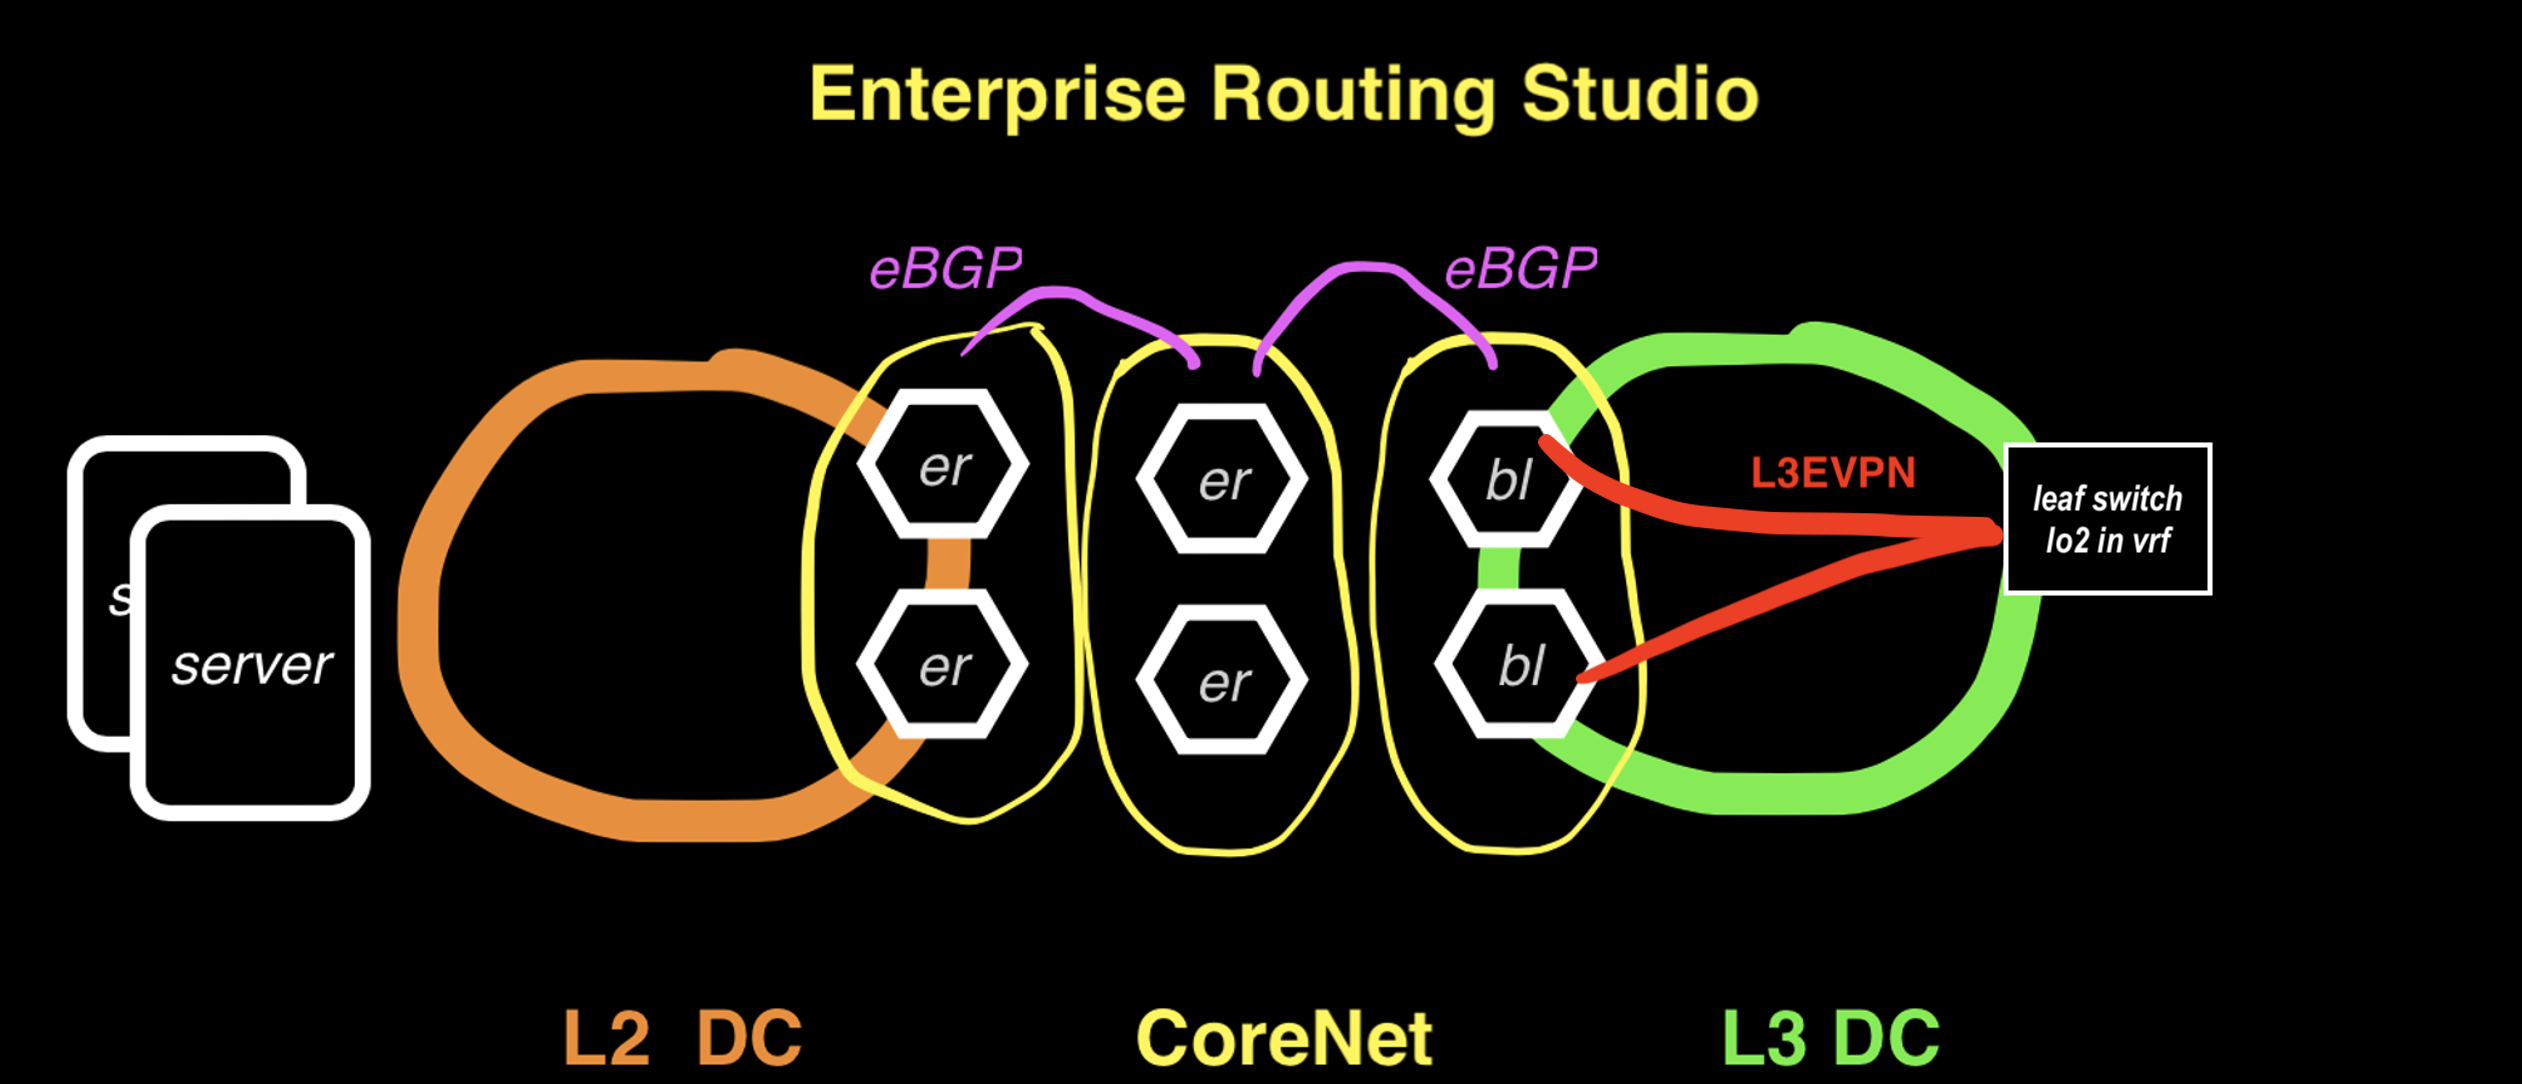 Enterprise Routing Studio
eBGP
eBGP
er
er
bl
L3EVPN
leaf switch
lo2 in vrf
s
server
er
er
bl
L2 DC
CoreNet
L3 DC